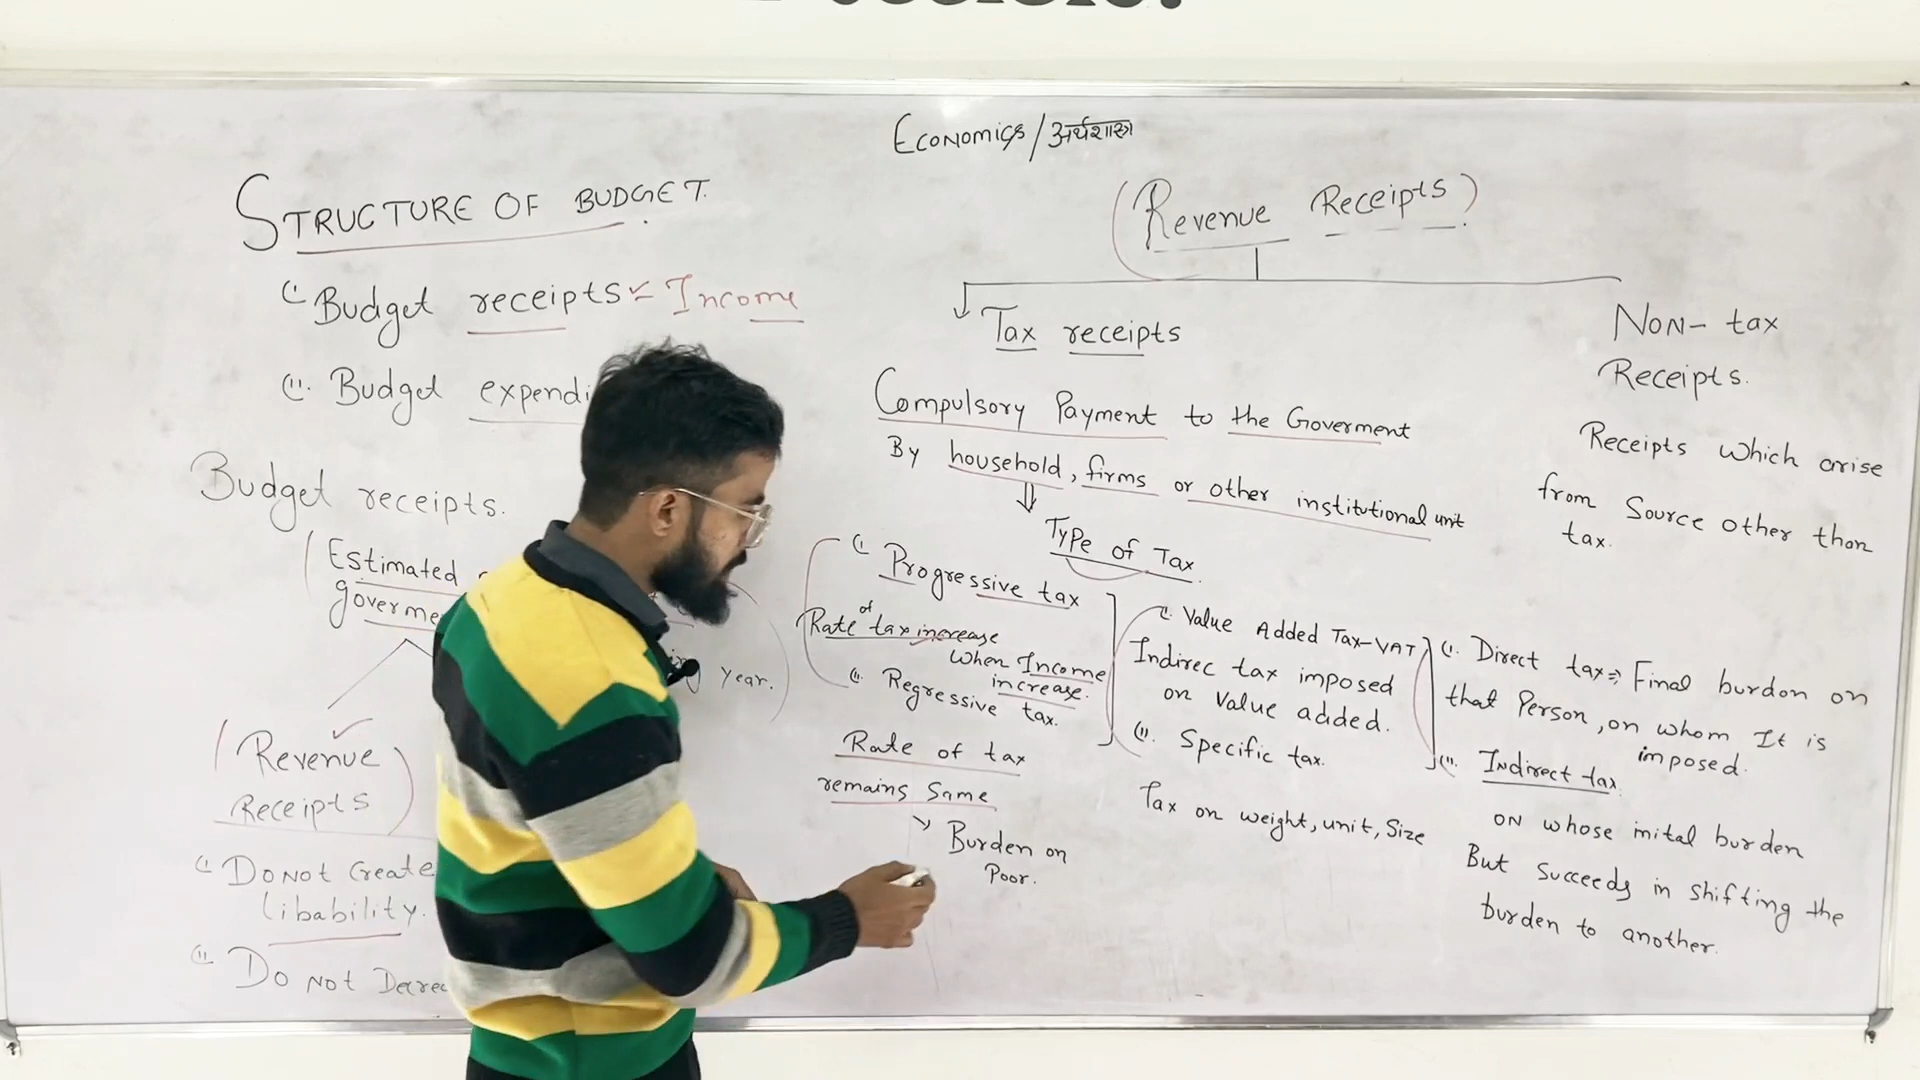 Economics/अर्थशास्त्र
STRUCTURE OF BUDGET.
(i Budget receipts Income
(ii. Budget expendi
Budget receipts.
Estimated
goverme
year.
Revenue
Receipts
(i Do not Create
libability.
(ii Do not Decrea
(Revenue Receipts)
Tax receipts
Compulsory Payment to the Goverment
By household, firms or other institutional unit
Type of Tax
(i Progressive tax
Rate of tax increase
when Income
increase.
(ii. Regressive tax.
Rate of tax
remains Same
Burden on
Poor.
(i. Value Added Tax-VAT
Indirec tax imposed
on Value added.
(ii. Specific tax.
Tax on weight, unit, Size
(i. Direct tax⇒ Final burdon on
that Person, on whom It is
imposed.
(ii. Indirect tax.
on whose inital burden
But Succeeds in shifting the
burden to another.
Non-tax
Receipts.
Receipts which arise
from Source other than
tax.